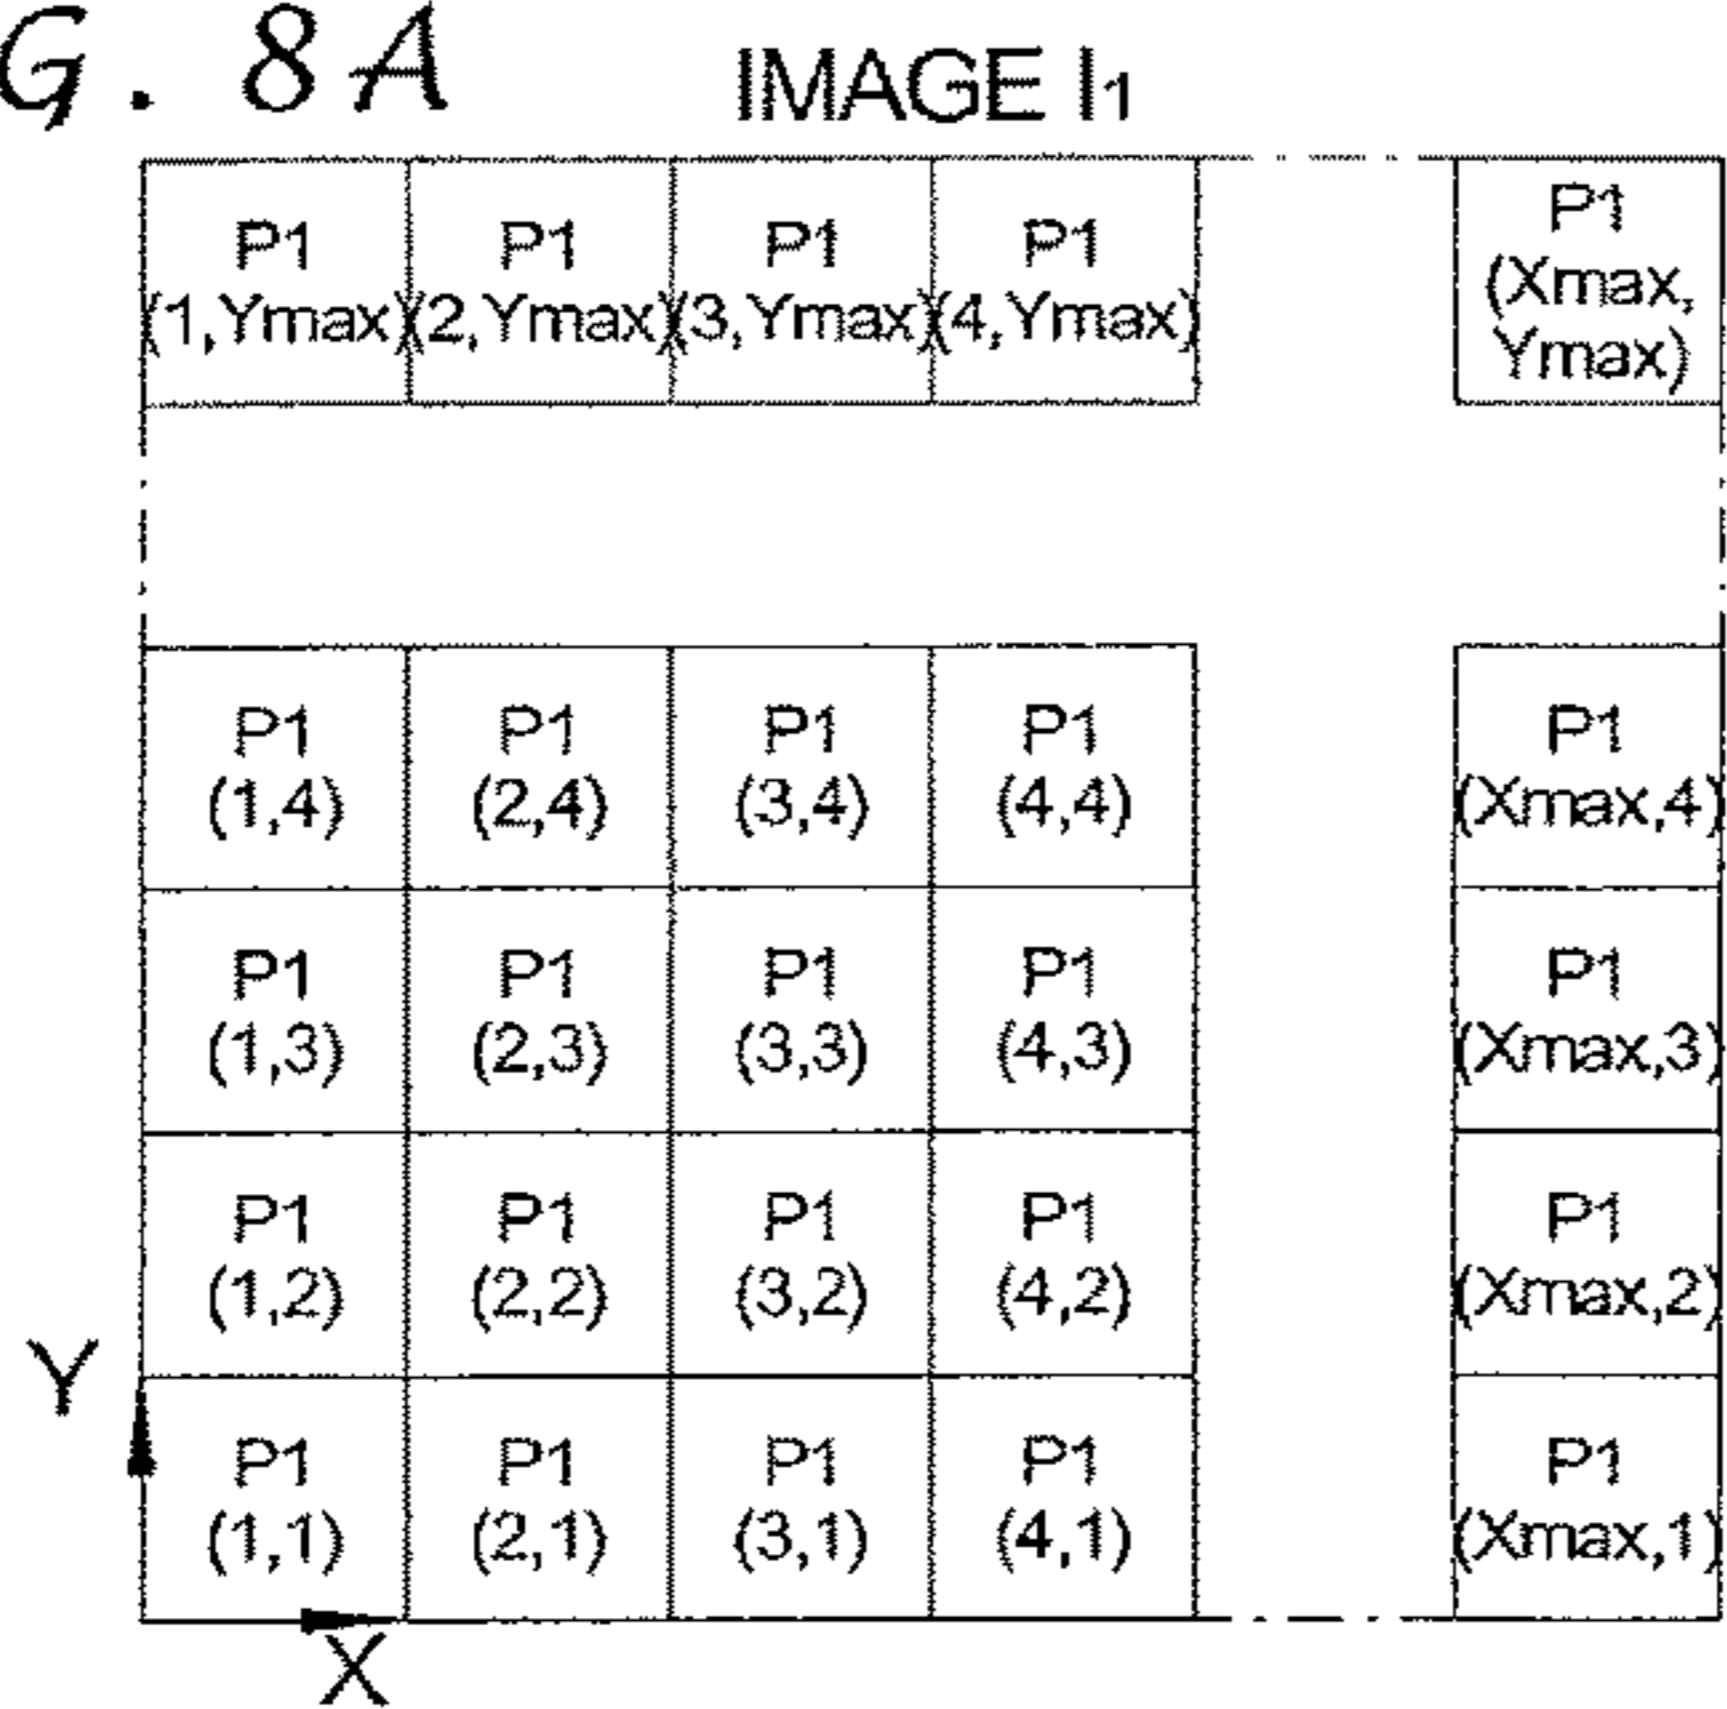 G. 8A
IMAGE I1
P1 P1 P1 P1 P1
(1,Ymax) (2,Ymax) (3,Ymax) (4,Ymax) (Xmax,
Ymax)
P1 P1 P1 P1 P1
(1,4) (2,4) (3,4) (4,4) (Xmax,4)
P1 P1 P1 P1 P1
(1,3) (2,3) (3,3) (4,3) (Xmax,3)
P1 P1 P1 P1 P1
(1,2) (2,2) (3,2) (4,2) (Xmax,2)
Y
P1 P1 P1 P1 P1
(1,1) (2,1) (3,1) (4,1) (Xmax,1)
X